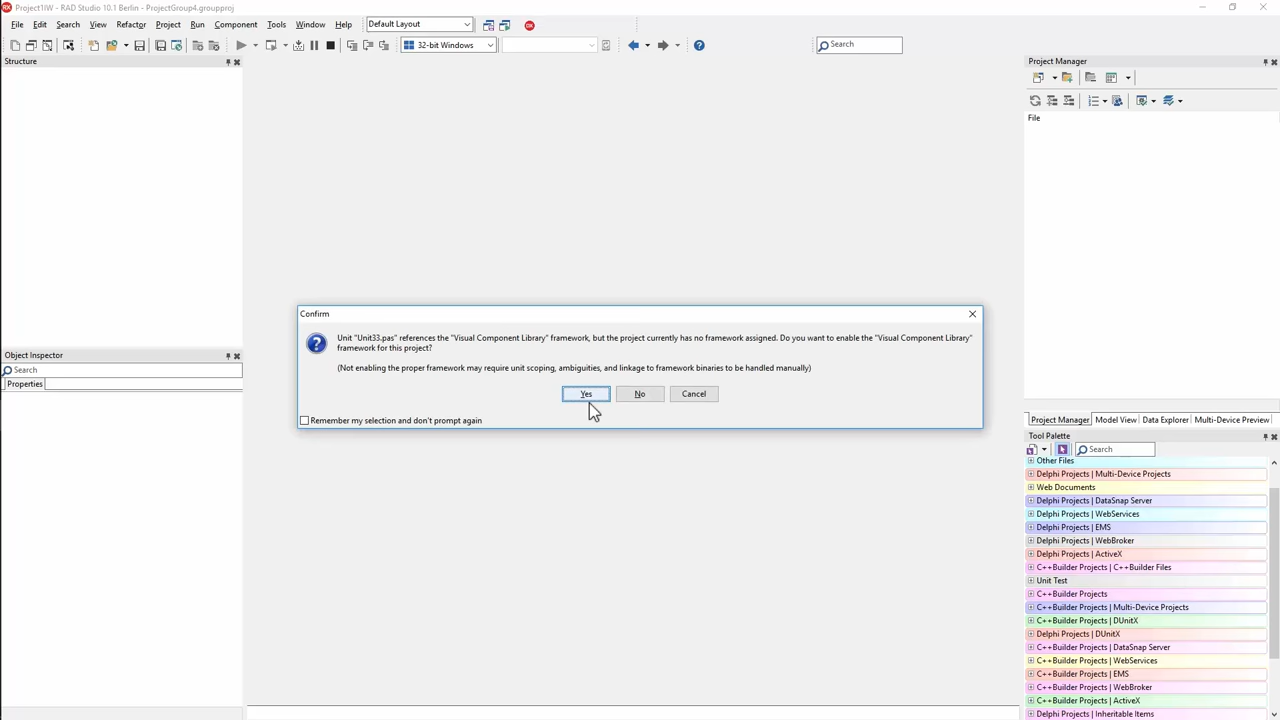 Project1IW - RAD Studio 10.1 Berlin - ProjectGroup4.groupproj
File Edit Search View Refactor Project Run Component Tools Window Help
Default Layout
32-bit Windows
Search
Structure
Object Inspector
Search
Properties
Confirm
Unit "Unit33.pas" references the "Visual Component Library" framework, but the project currently has no framework assigned. Do you want to enable the "Visual Component Library"
framework for this project?
(Not enabling the proper framework may require unit scoping, ambiguities, and linkage to framework binaries to be handled manually)
Yes No Cancel
Remember my selection and don't prompt again
Project Manager
File
Project Manager Model View Data Explorer Multi-Device Preview
Tool Palette
Search
Other Files
Delphi Projects | Multi-Device Projects
Web Documents
Delphi Projects | DataSnap Server
Delphi Projects | WebServices
Delphi Projects | EMS
Delphi Projects | WebBroker
Delphi Projects | ActiveX
C++Builder Projects | C++Builder Files
Unit Test
C++Builder Projects
C++Builder Projects | Multi-Device Projects
C++Builder Projects | DUnitX
Delphi Projects | DUnitX
C++Builder Projects | DataSnap Server
C++Builder Projects | WebServices
C++Builder Projects | EMS
C++Builder Projects | WebBroker
C++Builder Projects | ActiveX
Delphi Projects | Inheritable Items